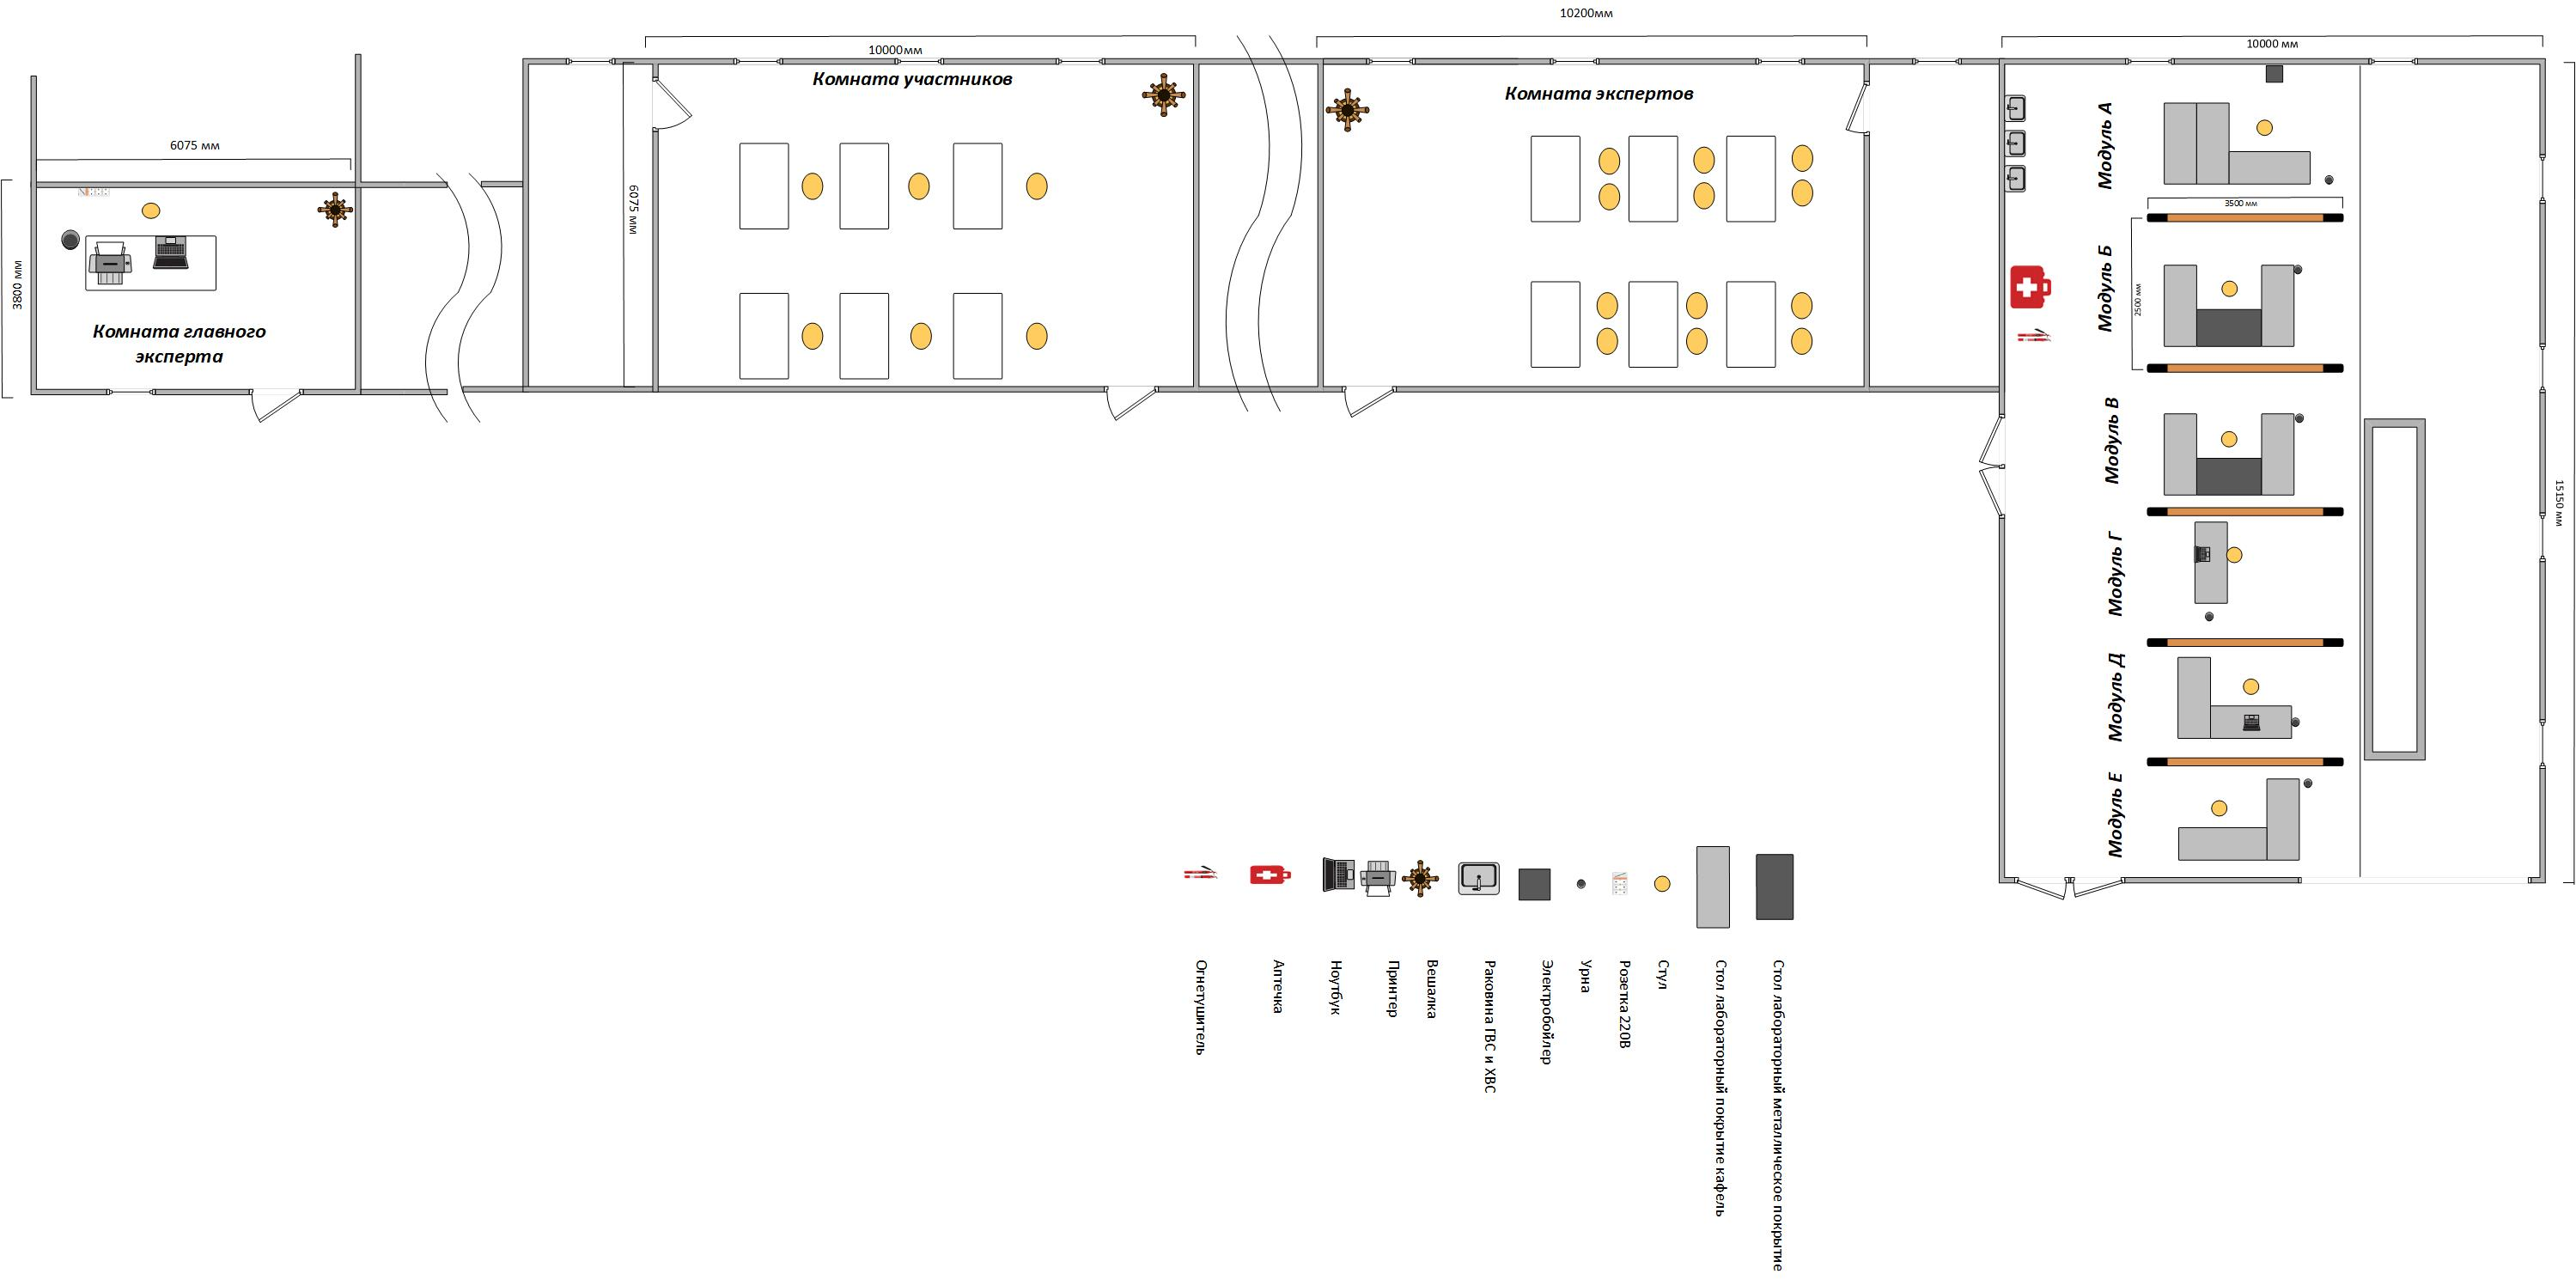 10200мм
10000мм
10000 мм
Комната участников
Комната экспертов
6075 мм
6075 мм
3800 мм
Комната главного
эксперта
Модуль А
3500 мм
Модуль Б
2500 мм
Модуль В
15150 мм
Модуль Г
Модуль Д
Модуль Е
Огнетушитель
Аптечка
Ноутбук
Принтер
Вешалка
Раковина ГВС и ХВС
Электробойлер
Урна
Розетка 220В
Стул
Стол лабораторный покрытие кафель
Стол лабораторный металлическое покрытие